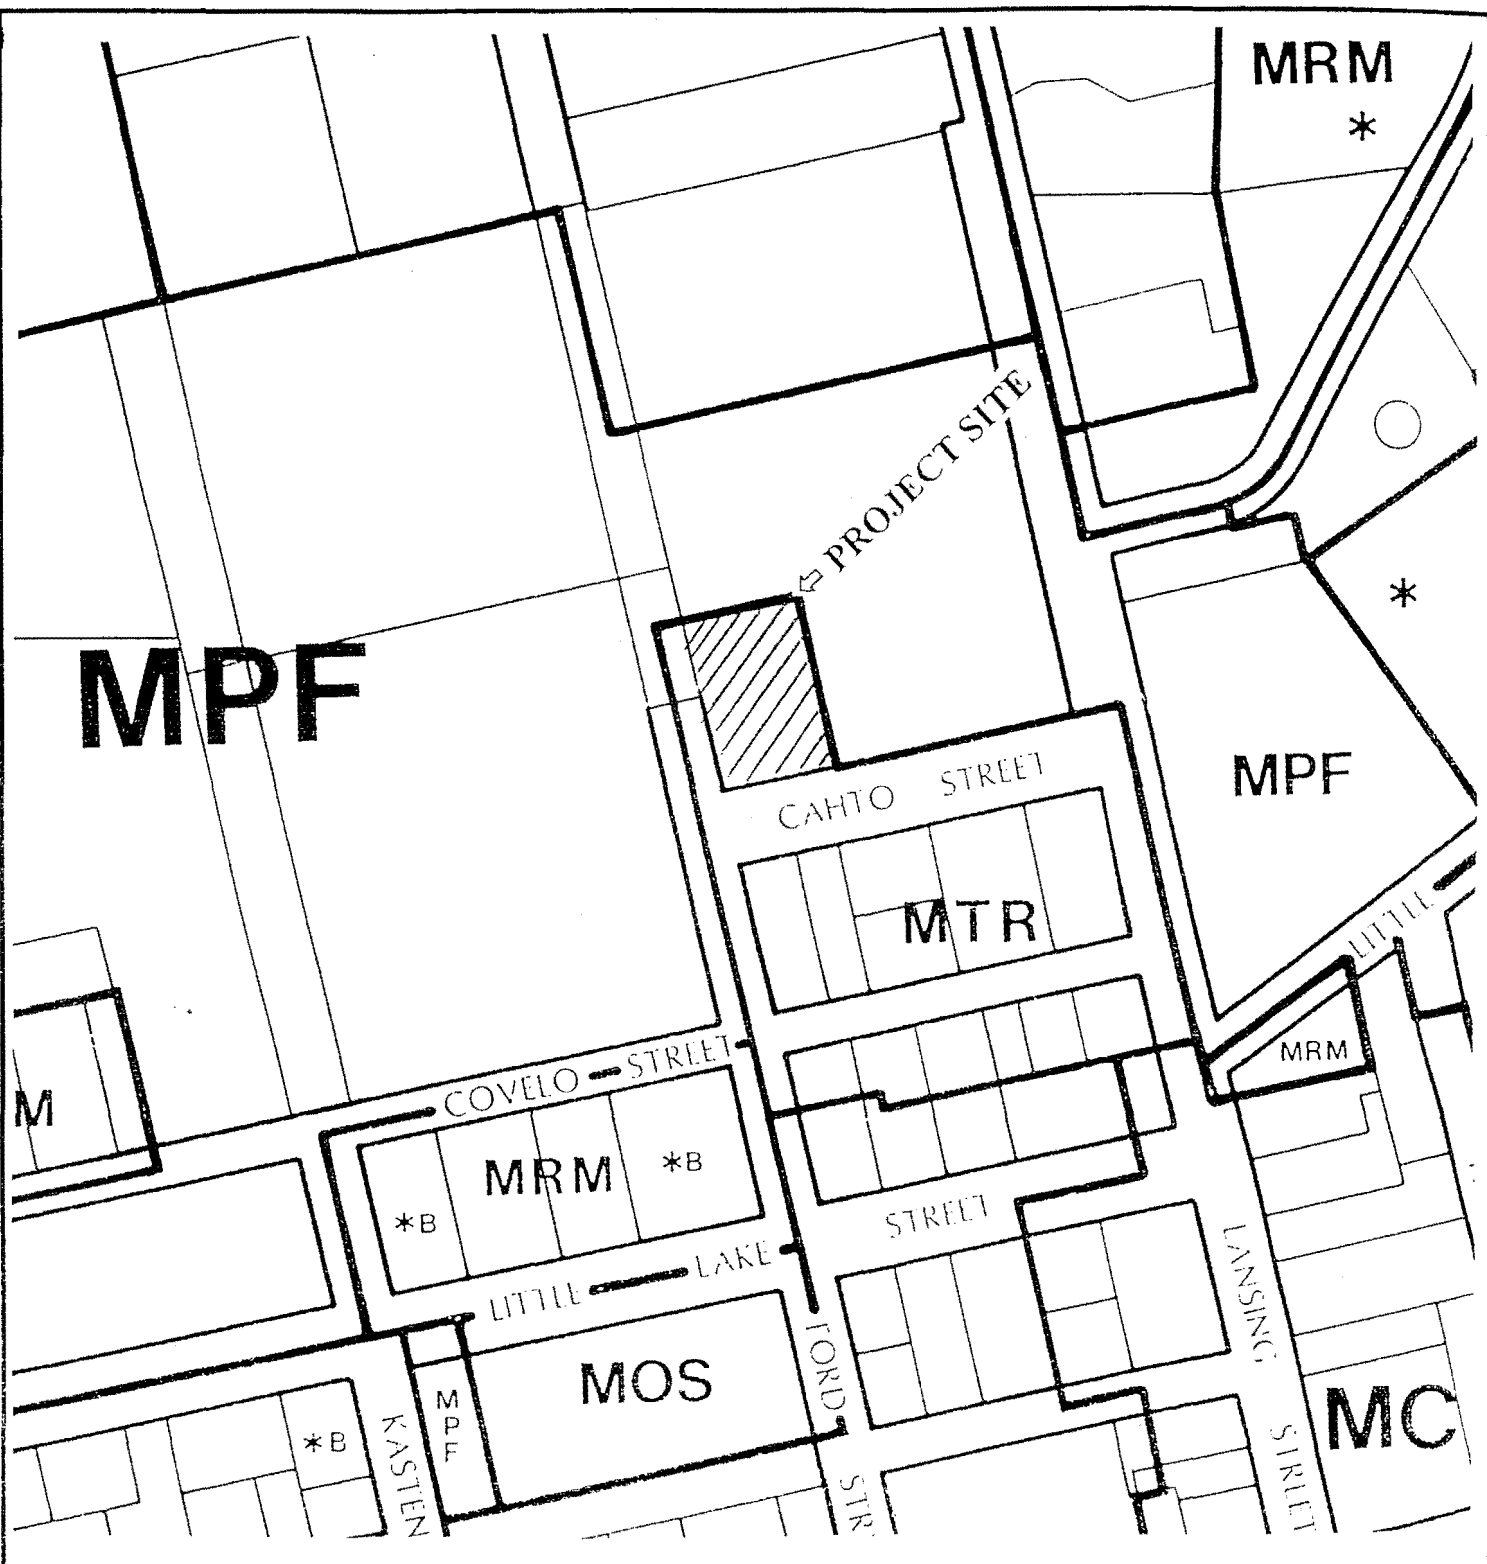 MRM
*
PROJECT SITE
*
MPF
MPF
CAHTO STREET
MTR
LITTLE
MRM
COVELO STREET
M
MRM
*B
*B
STREET
LITTLE LAKE
LANSING STREET
MOS
FORD STR
MPF
MC
*B
KASTEN